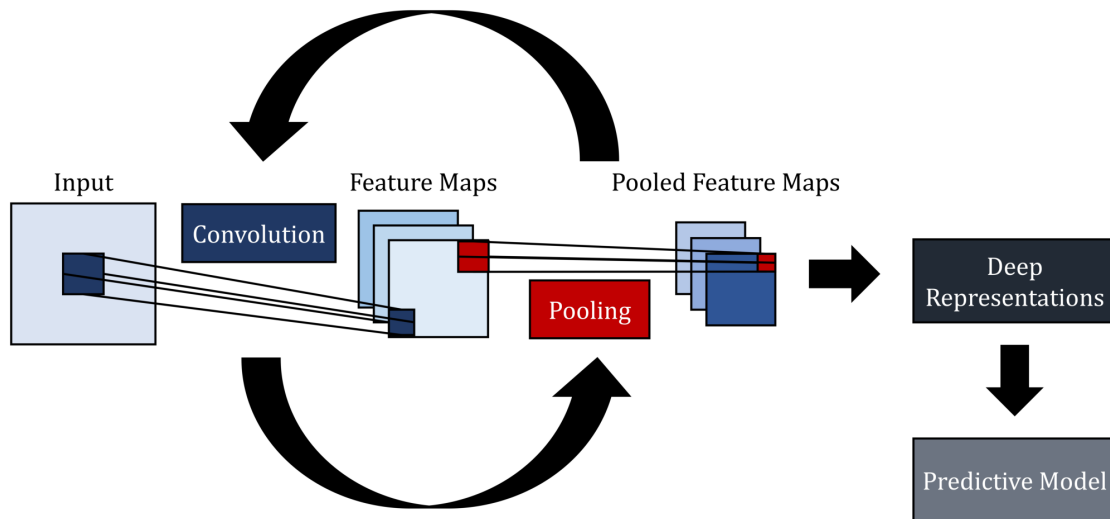 Input
Convolution
Feature Maps
Pooling
Pooled Feature Maps
Deep
Representations
Predictive Model